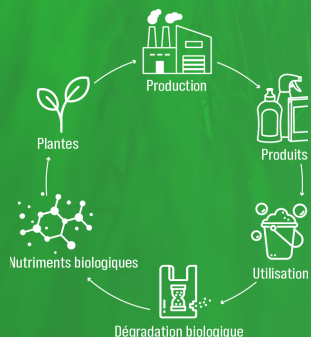 Production
Produits
Utilisation
Dégradation biologique
Nutriments biologiques
Plantes